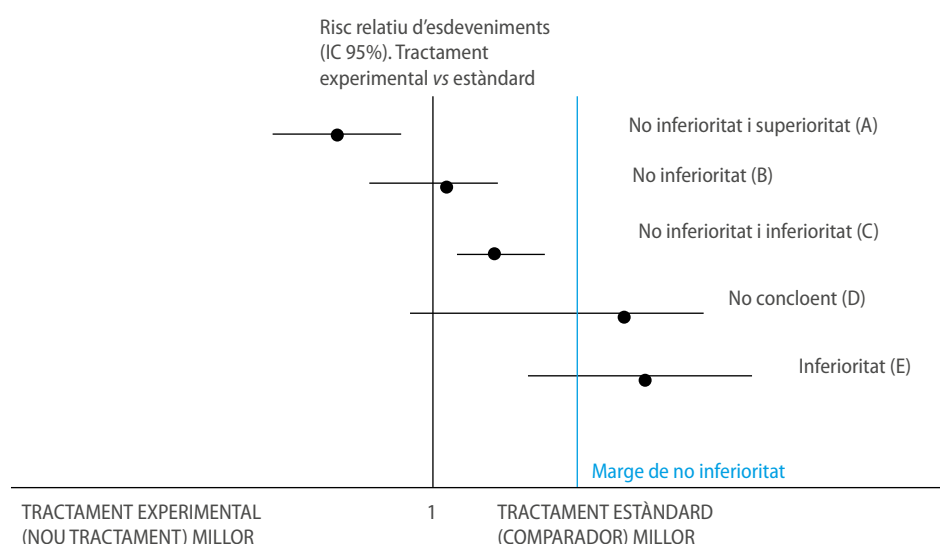 Risc relatiu d'esdeveniments
(IC 95%). Tractament
experimental vs estàndard
No inferioritat i superioritat (A)
No inferioritat (B)
No inferioritat i inferioritat (C)
No concloent (D)
Inferioritat (E)
Marge de no inferioritat
TRACTAMENT EXPERIMENTAL
(NOU TRACTAMENT) MILLOR
1
TRACTAMENT ESTÀNDARD
(COMPARADOR) MILLOR